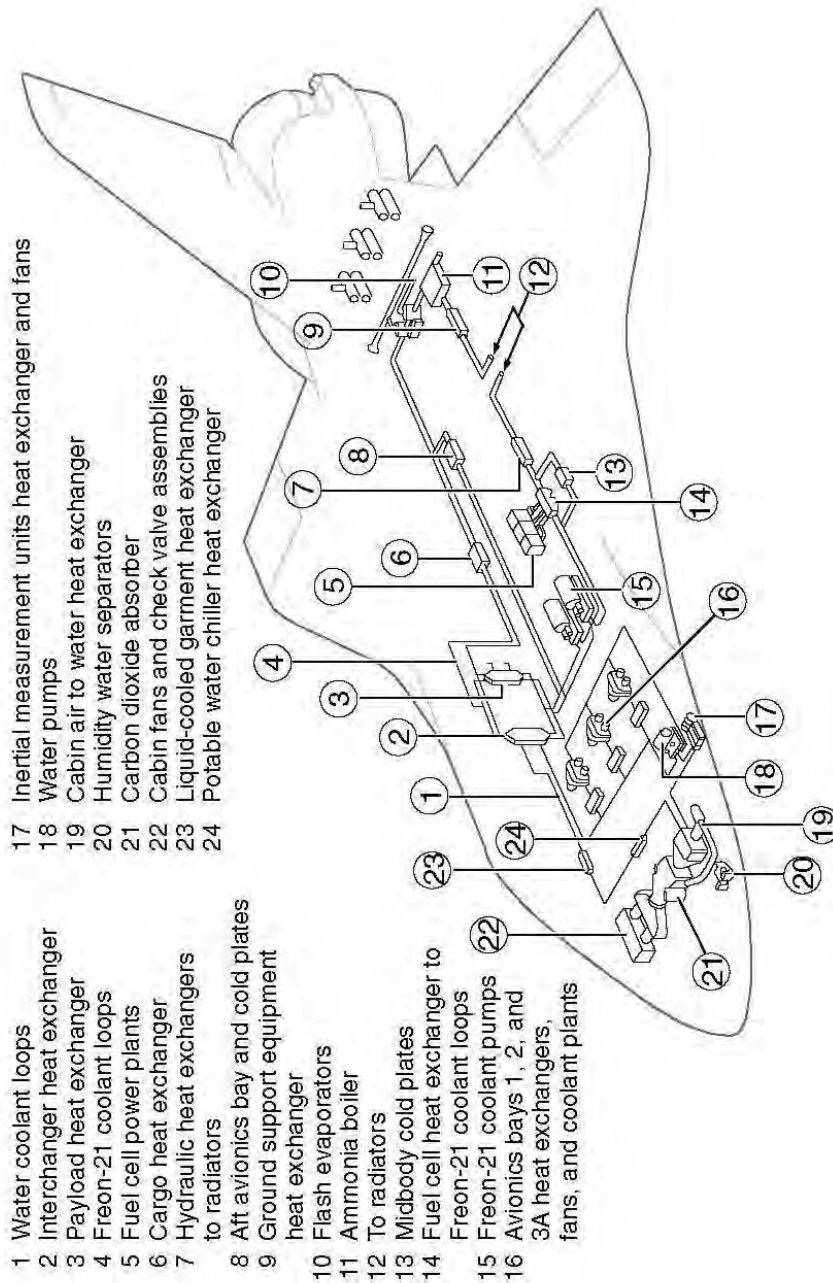 1 Water coolant loops
2 Interchanger heat exchanger
3 Payload heat exchanger
4 Freon-21 coolant loops
5 Fuel cell power plants
6 Cargo heat exchanger
7 Hydraulic heat exchangers
to radiators
8 Aft avionics bay and cold plates
9 Ground support equipment
heat exchanger
10 Flash evaporators
11 Ammonia boiler
12 To radiators
13 Midbody cold plates
14 Fuel cell heat exchanger to
Freon-21 coolant loops
15 Freon-21 coolant pumps
16 Avionics bays 1, 2, and
3A heat exchangers,
fans, and coolant plants
17 Inertial measurement units heat exchanger and fans
18 Water pumps
19 Cabin air to water heat exchanger
20 Humidity water separators
21 Carbon dioxide absorber
22 Cabin fans and check valve assemblies
23 Liquid-cooled garment heat exchanger
24 Potable water chiller heat exchanger
10
9
11
12
8
7
6
13
14
5
15
4
16
3
2
17
1
18
24
19
23
20
22
21